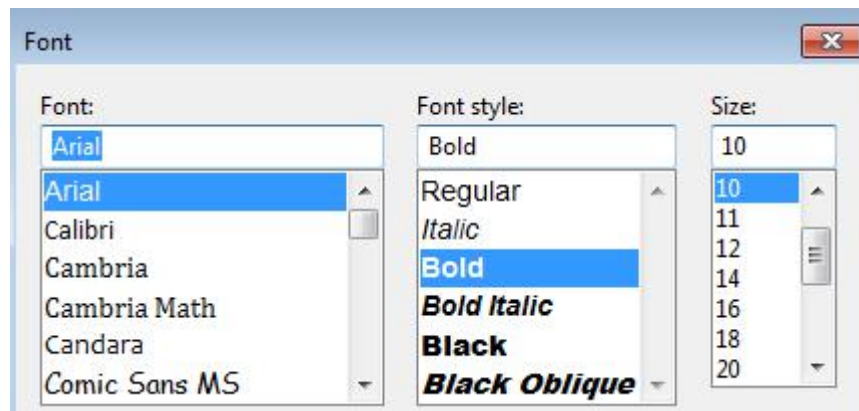 Font
Font:
Arial
Arial
Calibri
Cambria
Cambria Math
Candara
Comic Sans MS
Font style:
Bold
Regular
Italic
Bold
Bold Italic
Black
Black Oblique
Size:
10
10
11
12
14
16
18
20